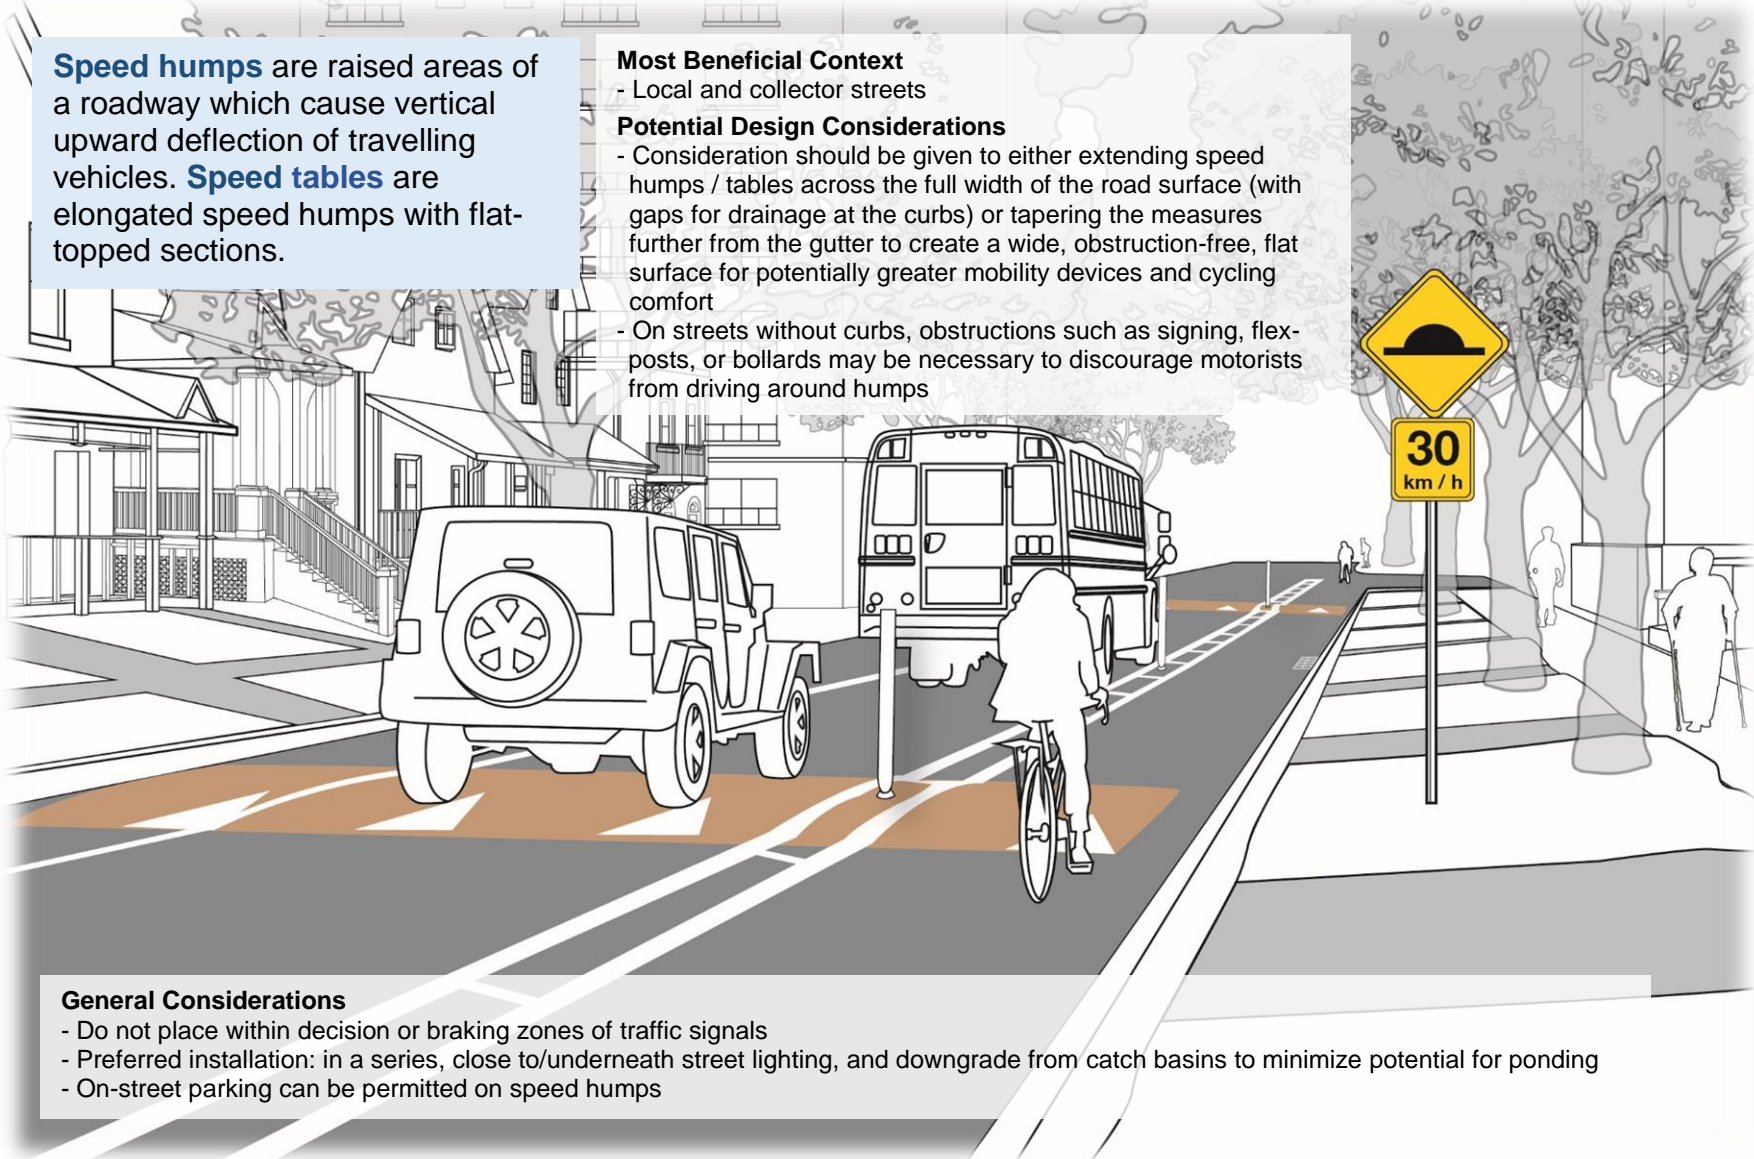 Speed humps are raised areas of
a roadway which cause vertical
upward deflection of travelling
vehicles. Speed tables are
elongated speed humps with flat-
topped sections.
Most Beneficial Context
- Local and collector streets
Potential Design Considerations
- Consideration should be given to either extending speed
humps / tables across the full width of the road surface (with
gaps for drainage at the curbs) or tapering the measures
further from the gutter to create a wide, obstruction-free, flat
surface for potentially greater mobility devices and cycling
comfort
- On streets without curbs, obstructions such as signing, flex-
posts, or bollards may be necessary to discourage motorists
from driving around humps
30
km / h
General Considerations
- Do not place within decision or braking zones of traffic signals
- Preferred installation: in a series, close to/underneath street lighting, and downgrade from catch basins to minimize potential for ponding
- On-street parking can be permitted on speed humps